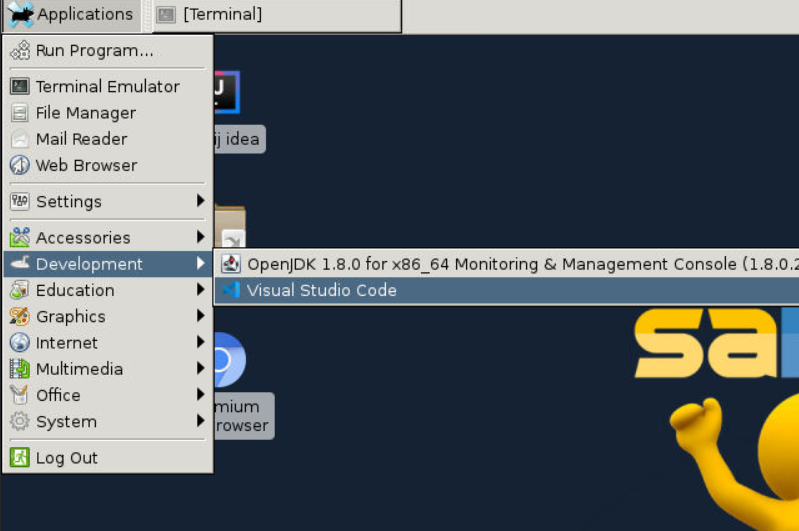 Applications
[Terminal]
Run Program...
Terminal Emulator
File Manager
Mail Reader
Web Browser
Settings
Accessories
Development
Education
Graphics
Internet
Multimedia
Office
System
Log Out
OpenJDK 1.8.0 for x86_64 Monitoring & Management Console (1.8.0.2
Visual Studio Code
J
ij idea
mium
rowser
sa